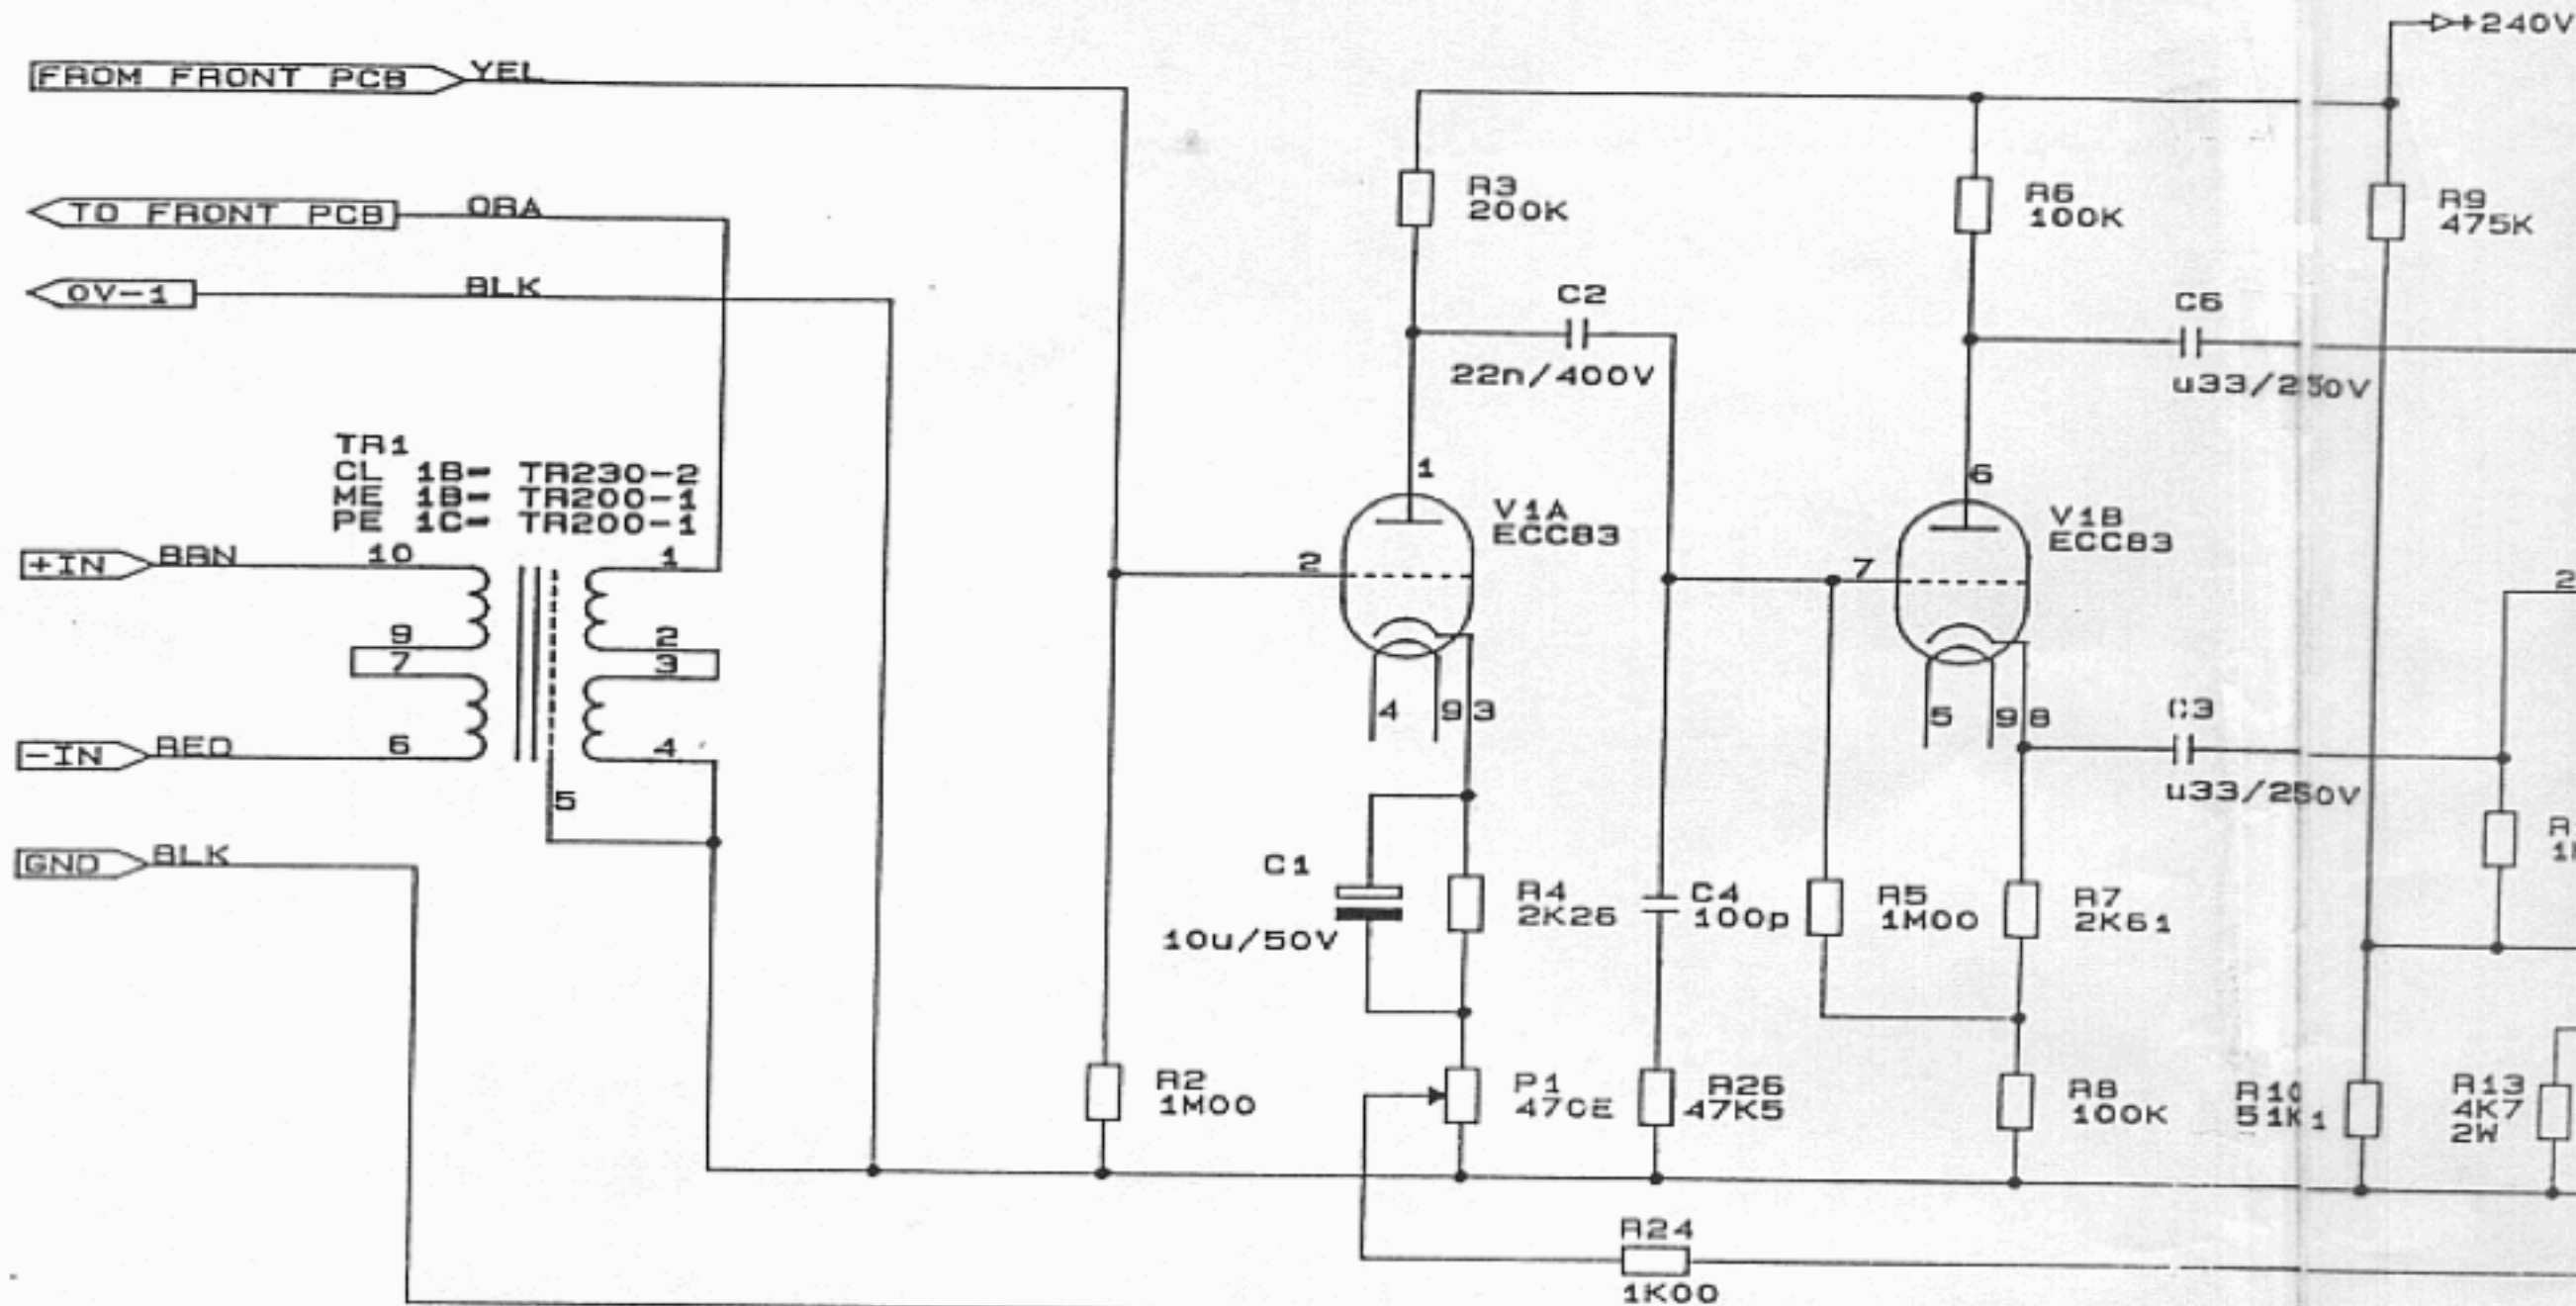 +240V
FROM FRONT PCB
YEL
TO FRONT PCB
ORA
0V-1
BLK
R3
200K
R6
100K
R9
475K
C2
22n/400V
C6
u33/250V
TR1
CL 1B= TR230-2
ME 1B= TR200-1
PE 1C= TR200-1
+IN
BRN
10
1
9
2
7
3
-IN
RED
6
4
5
GND
BLK
1
V1A
ECC83
2
4
9
3
6
V1B
ECC83
7
5
9
8
2
C3
u33/250V
C1
10u/50V
R4
2K26
C4
100p
R5
1M00
R7
2K61
R2
1M00
P1
470E
R26
47K5
R8
100K
R10
51K1
R13
4K7
2W
R24
1K00